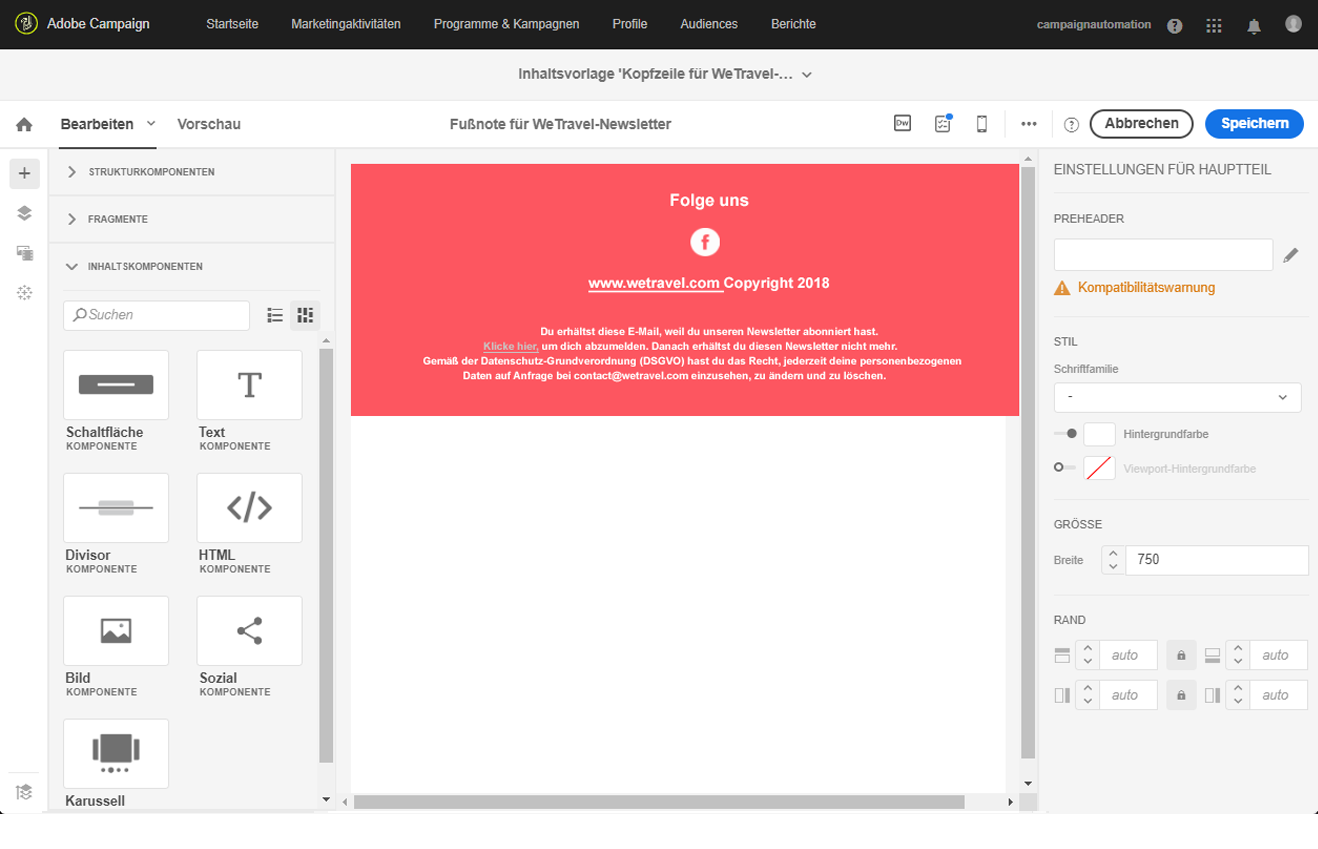 Adobe Campaign
Startseite
Marketingaktivitäten
Programme & Kampagnen
Profile
Audiences
Berichte
campaignautomation
Inhaltsvorlage 'Kopfzeile für WeTravel-...
Bearbeiten
Vorschau
Fußnote für WeTravel-Newsletter
Dw
Abbrechen
Speichern
STRUKTURKOMPONENTEN
FRAGMENTE
INHALTSKOMPONENTEN
Suchen
Schaltfläche
KOMPONENTE
Text
KOMPONENTE
Divisor
KOMPONENTE
HTML
KOMPONENTE
Bild
KOMPONENTE
Sozial
KOMPONENTE
Karussell
Folge uns
www.wetravel.com Copyright 2018
Du erhältst diese E-Mail, weil du unseren Newsletter abonniert hast.
Klicke hier, um dich abzumelden. Danach erhältst du diesen Newsletter nicht mehr.
Gemäß der Datenschutz-Grundverordnung (DSGVO) hast du das Recht, jederzeit deine personenbezogenen
Daten auf Anfrage bei contact@wetravel.com einzusehen, zu ändern und zu löschen.
EINSTELLUNGEN FÜR HAUPTTEIL
PREHEADER
Kompatibilitätswarnung
STIL
Schriftfamilie
-
Hintergrundfarbe
Viewport-Hintergrundfarbe
GRÖSSE
Breite
750
RAND
auto
auto
auto
auto